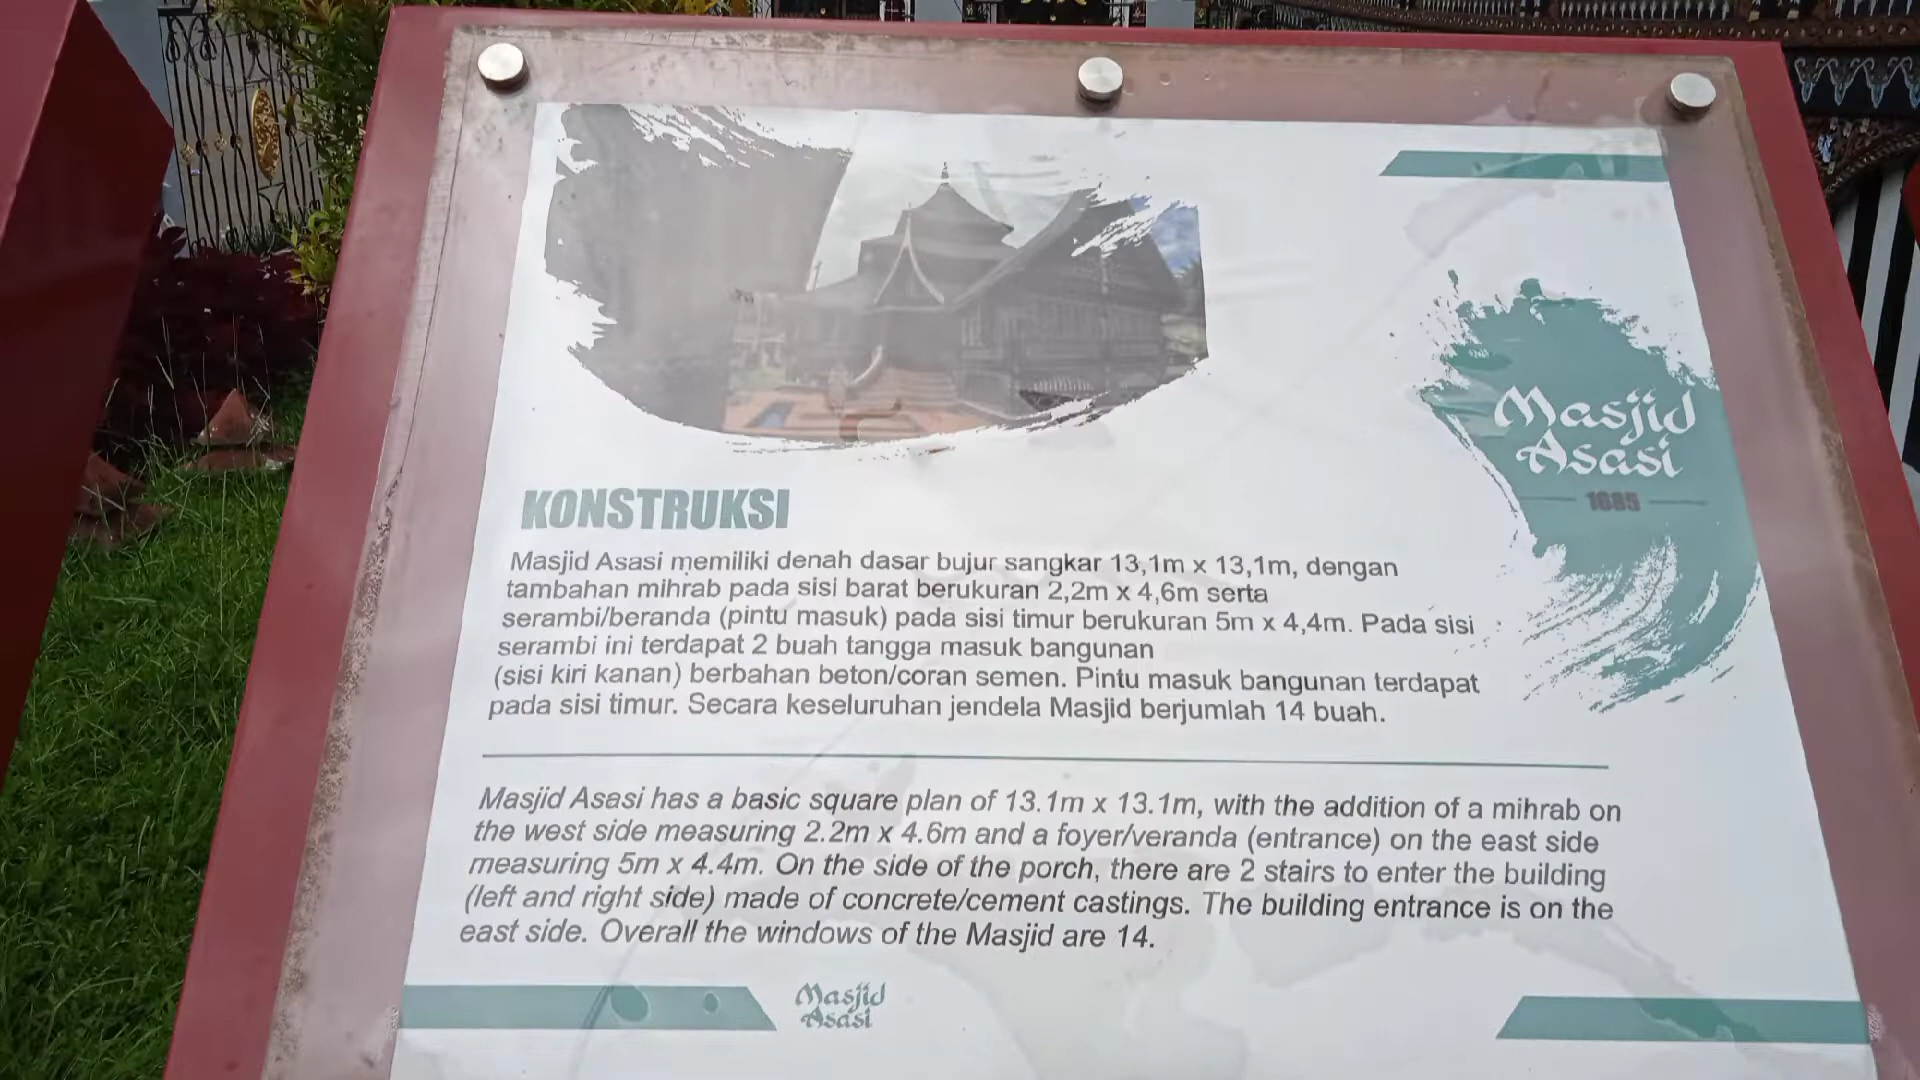 Masjid
Asasi
1685
KONSTRUKSI
Masjid Asasi memiliki denah dasar bujur sangkar 13,1m x 13,1m, dengan
tambahan mihrab pada sisi barat berukuran 2,2m x 4,6m serta
serambi/beranda (pintu masuk) pada sisi timur berukuran 5m x 4,4m. Pada sisi
serambi ini terdapat 2 buah tangga masuk bangunan
(sisi kiri kanan) berbahan beton/coran semen. Pintu masuk bangunan terdapat
pada sisi timur. Secara keseluruhan jendela Masjid berjumlah 14 buah.
Masjid Asasi has a basic square plan of 13.1m x 13.1m, with the addition of a mihrab on
the west side measuring 2.2m x 4.6m and a foyer/veranda (entrance) on the east side
measuring 5m x 4.4m. On the side of the porch, there are 2 stairs to enter the building
(left and right side) made of concrete/cement castings. The building entrance is on the
east side. Overall the windows of the Masjid are 14.
Masjid
Asasi